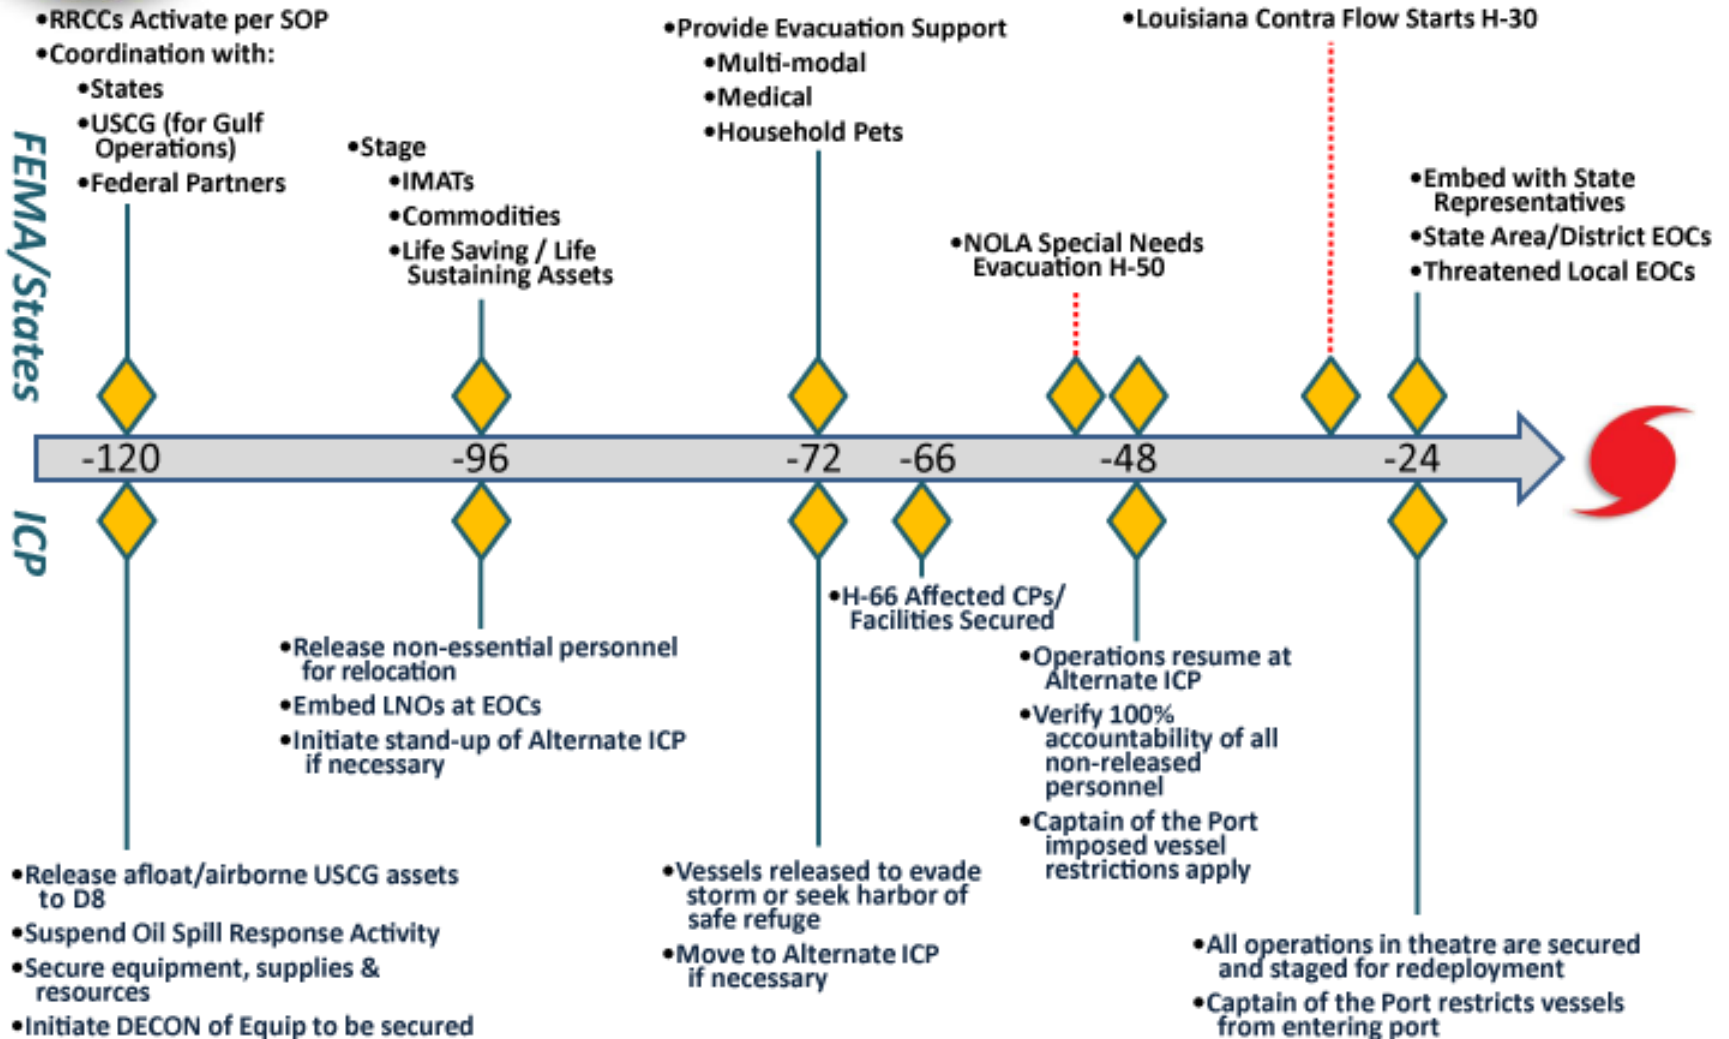 •RRCCs Activate per SOP
•Coordination with:
•States
•USCG (for Gulf
Operations)
•Federal Partners
•Stage
•IMATs
•Commodities
•Life Saving / Life
Sustaining Assets
•Provide Evacuation Support
•Multi-modal
•Medical
•Household Pets
•NOLA Special Needs
Evacuation H-50
•Louisiana Contra Flow Starts H-30
•Embed with State
Representatives
•State Area/District EOCs
•Threatened Local EOCs
FEMA/States
-120
-96
-72
-66
-48
-24
ICP
•Release afloat/airborne USCG assets
to D8
•Suspend Oil Spill Response Activity
•Secure equipment, supplies &
resources
•Initiate DECON of Equip to be secured
•Release non-essential personnel
for relocation
•Embed LNOs at EOCs
•Initiate stand-up of Alternate ICP
if necessary
•Vessels released to evade
storm or seek harbor of
safe refuge
•Move to Alternate ICP
if necessary
•H-66 Affected CPs/
Facilities Secured
•Operations resume at
Alternate ICP
•Verify 100%
accountability of all
non-released
personnel
•Captain of the Port
imposed vessel
restrictions apply
•All operations in theatre are secured
and staged for redeployment
•Captain of the Port restricts vessels
from entering port